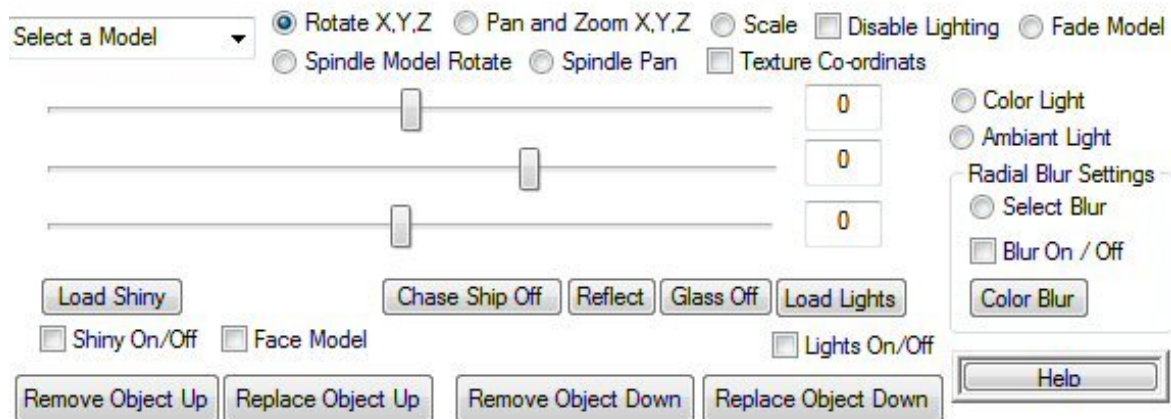 Select a Model
Rotate X,Y,Z Pan and Zoom X,Y,Z Scale Disable Lighting Fade Model
Spindle Model Rotate Spindle Pan Texture Co-ordinats
0
Color Light
Ambiant Light
0
Radial Blur Settings
Select Blur
0
Blur On / Off
Load Shiny Chase Ship Off Reflect Glass Off Load Lights Color Blur
Shiny On/Off Face Model Lights On/Off
Help
Remove Object Up Replace Object Up Remove Object Down Replace Object Down